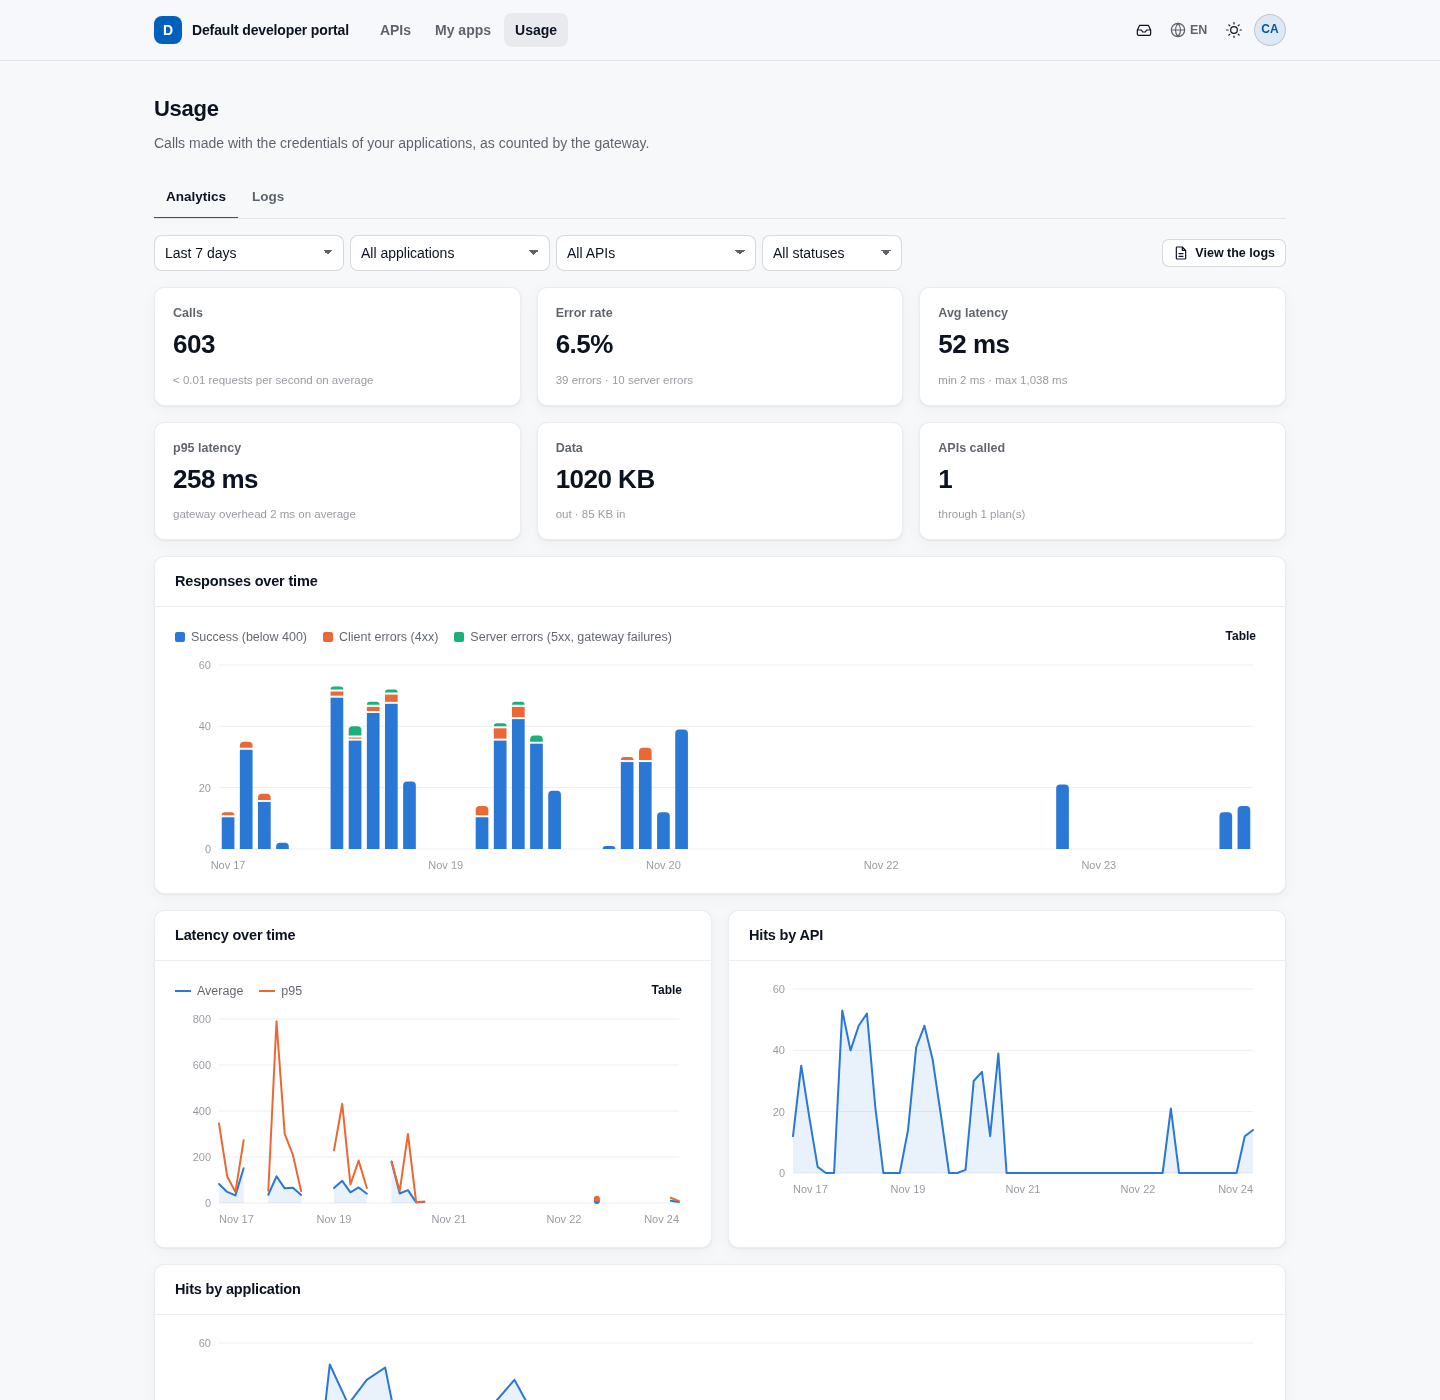 D Default developer portal APIs My apps Usage EN CA
Usage
Calls made with the credentials of your applications, as counted by the gateway.
Analytics Logs
Last 7 days All applications All APIs All statuses View the logs
Calls
603
< 0.01 requests per second on average
Error rate
6.5%
39 errors · 10 server errors
Avg latency
52 ms
min 2 ms · max 1,038 ms
p95 latency
258 ms
gateway overhead 2 ms on average
Data
1020 KB
out · 85 KB in
APIs called
1
through 1 plan(s)
Responses over time
Success (below 400) Client errors (4xx) Server errors (5xx, gateway failures) Table
60
40
20
0
Nov 17 Nov 19 Nov 20 Nov 22 Nov 23
Latency over time
Average p95 Table
800
600
400
200
0
Nov 17 Nov 19 Nov 21 Nov 22 Nov 24
Hits by API
60
40
20
0
Nov 17 Nov 19 Nov 21 Nov 22 Nov 24
Hits by application
60